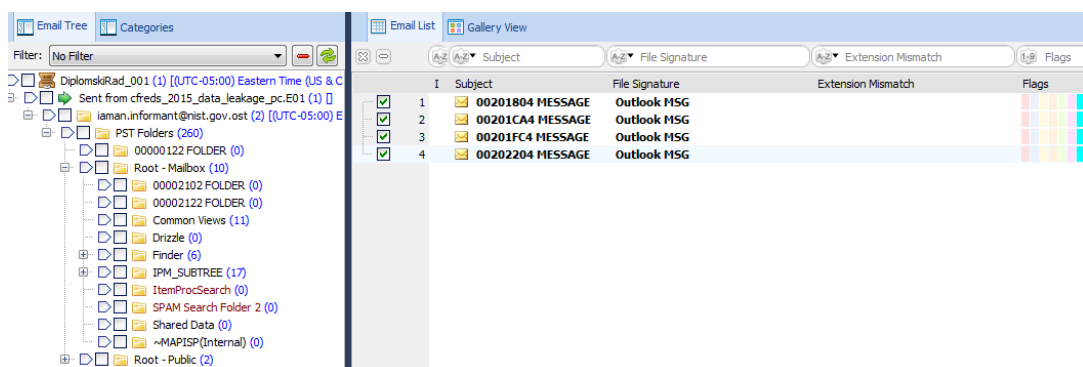 Email Tree Categories
Filter: No Filter
DiplomskiRad_001 (1) [(UTC-05:00) Eastern Time (US & C
Sent from cfreds_2015_data_leakage_pc.E01 (1) []
iaman.informant@nist.gov.ost (2) [(UTC-05:00) E
PST Folders (260)
00000122 FOLDER (0)
Root - Mailbox (10)
00002102 FOLDER (0)
00002122 FOLDER (0)
Common Views (11)
Drizzle (0)
Finder (6)
IPM_SUBTREE (17)
ItemProcSearch (0)
SPAM Search Folder 2 (0)
Shared Data (0)
~MAPISP(Internal) (0)
Root - Public (2)
Email List Gallery View
A-Z A-Z Subject A-Z File Signature A-Z Extension Mismatch 1-9 Flags
I Subject File Signature Extension Mismatch Flags
1 00201804 MESSAGE Outlook MSG
2 00201CA4 MESSAGE Outlook MSG
3 00201FC4 MESSAGE Outlook MSG
4 00202204 MESSAGE Outlook MSG